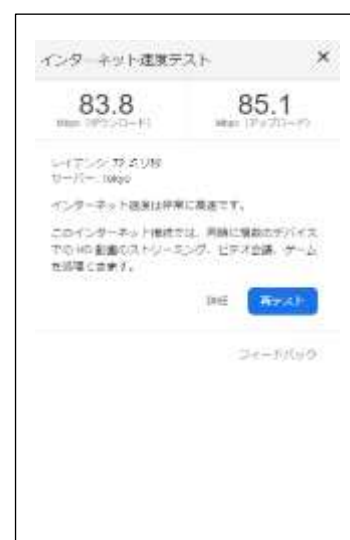 インターネット速度テスト ×
83.8 85.1
Mbps（ダウンロード） Mbps（アップロード）
レイテンシ: ミリ秒
サーバー: Tokyo
インターネット速度は非常に高速です。
このインターネット接続では、同時に複数のデバイス
での HD 動画のストリーミング、ビデオ会議、ゲーム
を処理できます。
詳細 再テスト
フィードバック